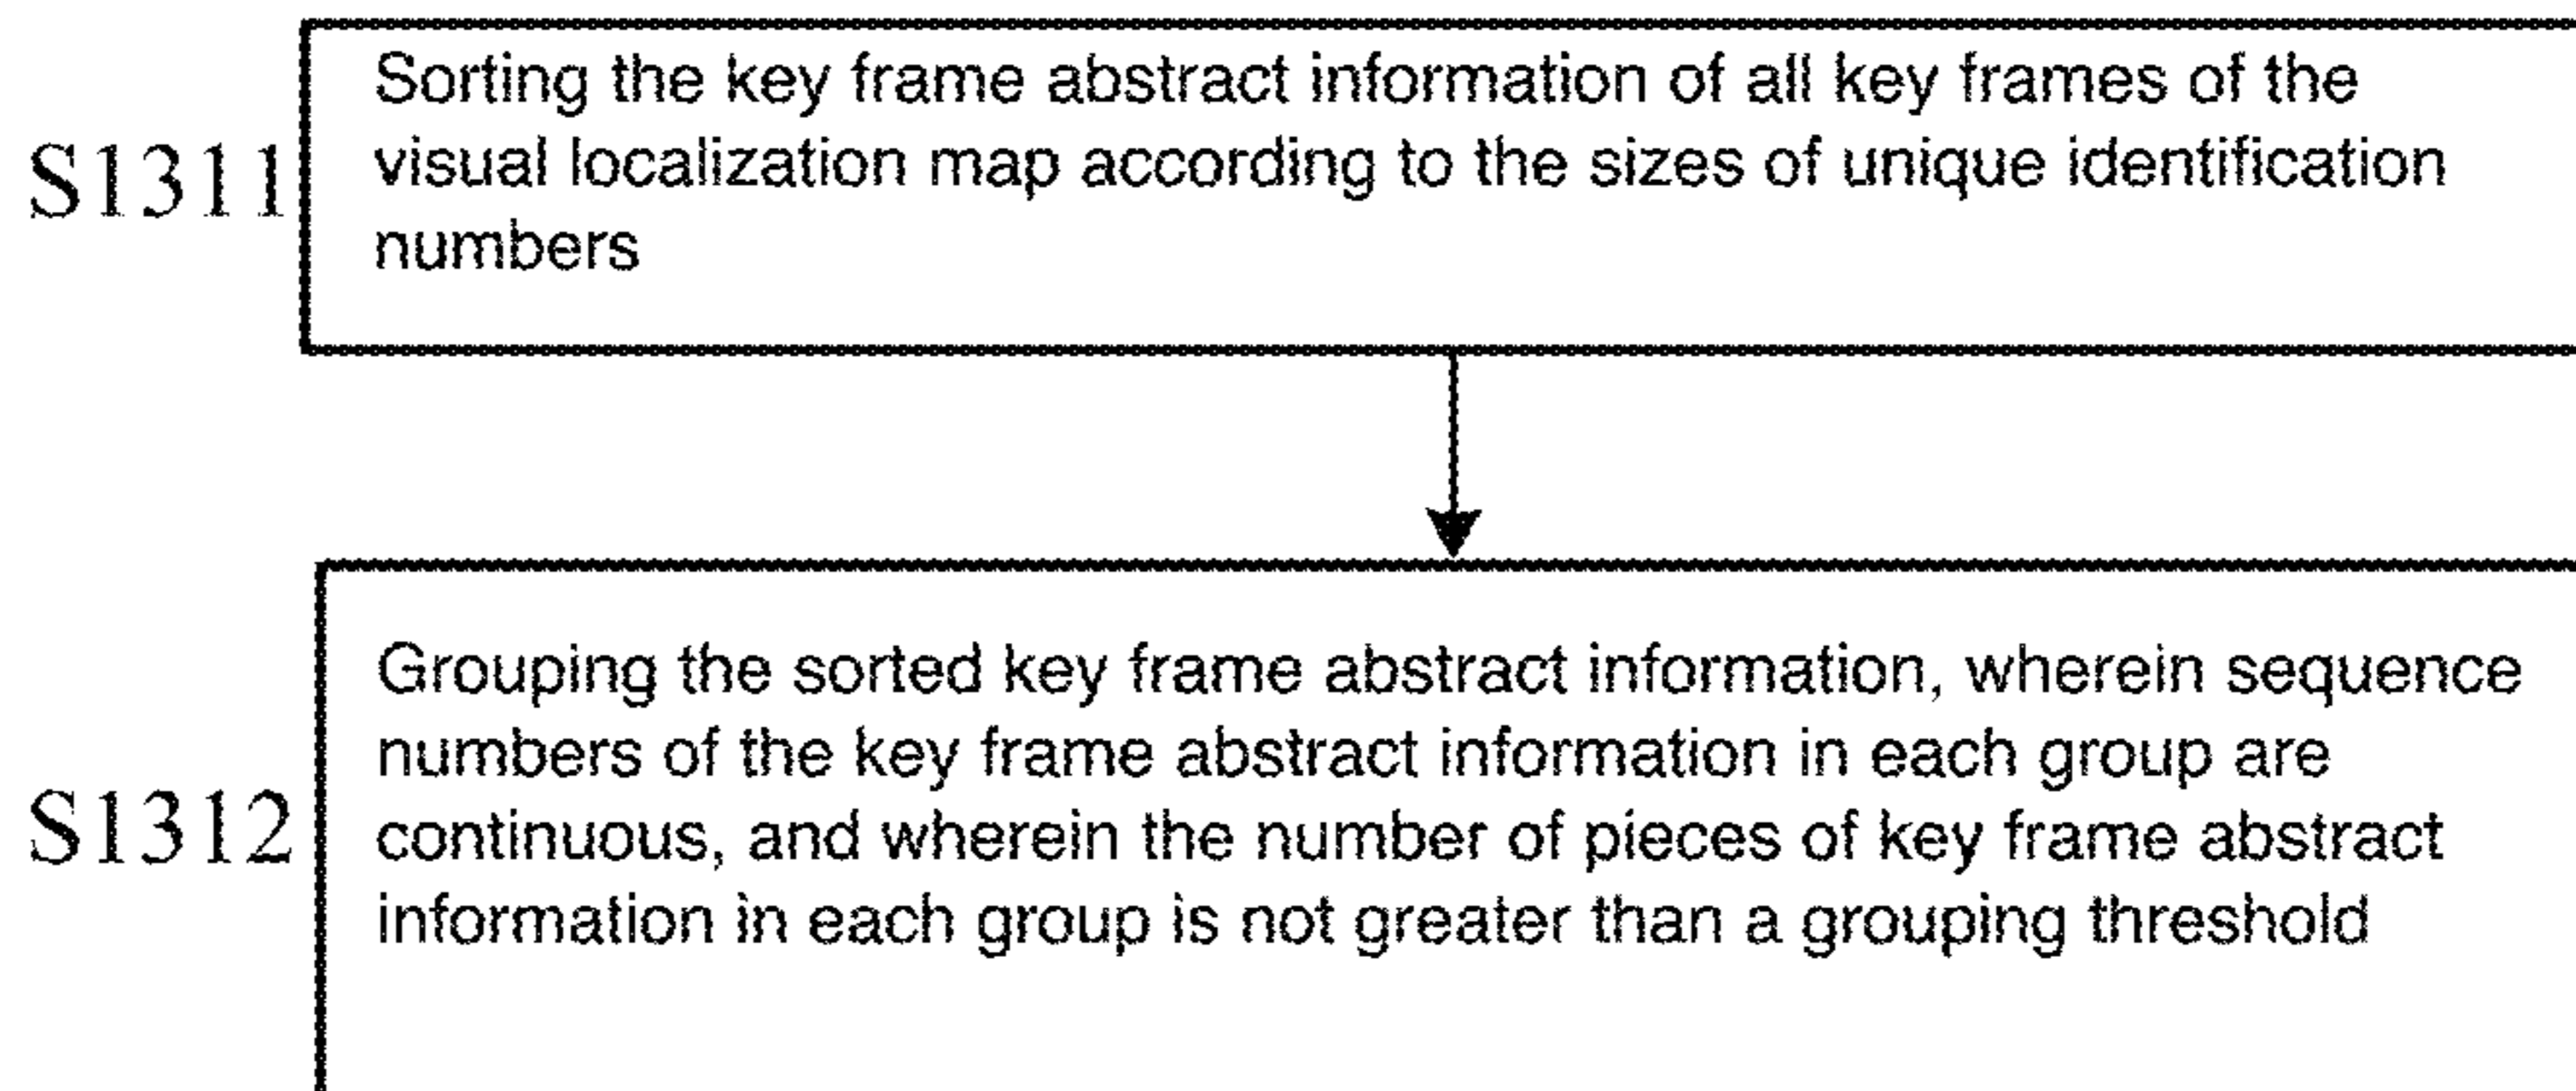 Sorting the key frame abstract information of all key frames of the
S1311
visual localization map according to the sizes of unique identification
numbers
Grouping the sorted key frame abstract information, wherein sequence
numbers of the key frame abstract information in each group are
S1312
continuous, and wherein the number of pieces of key frame abstract
information in each group is not greater than a grouping threshold